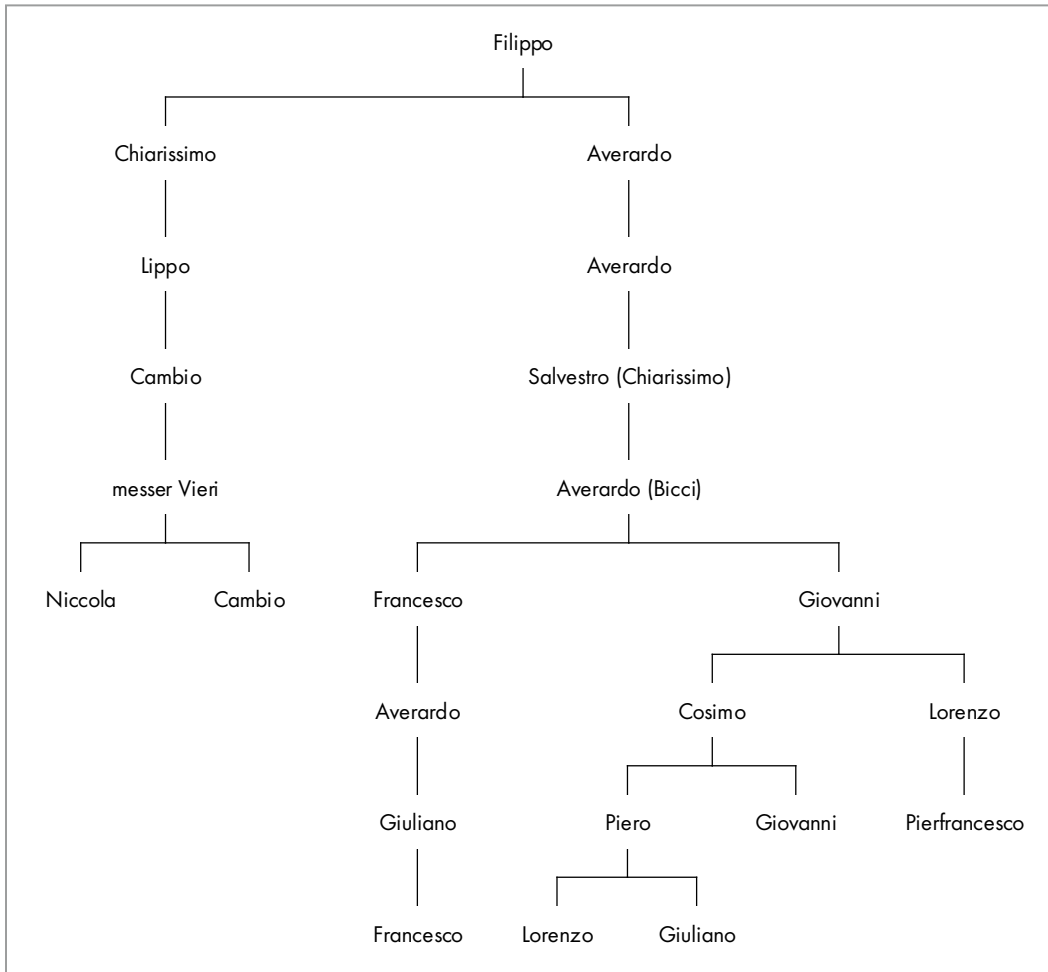 Filippo
Chiarissimo Averardo
Lippo Averardo
Cambio Salvestro (Chiarissimo)
messer Vieri Averardo (Bicci)
Niccola Cambio Francesco Giovanni
Averardo Cosimo Lorenzo
Giuliano Piero Giovanni Pierfrancesco
Francesco Lorenzo Giuliano